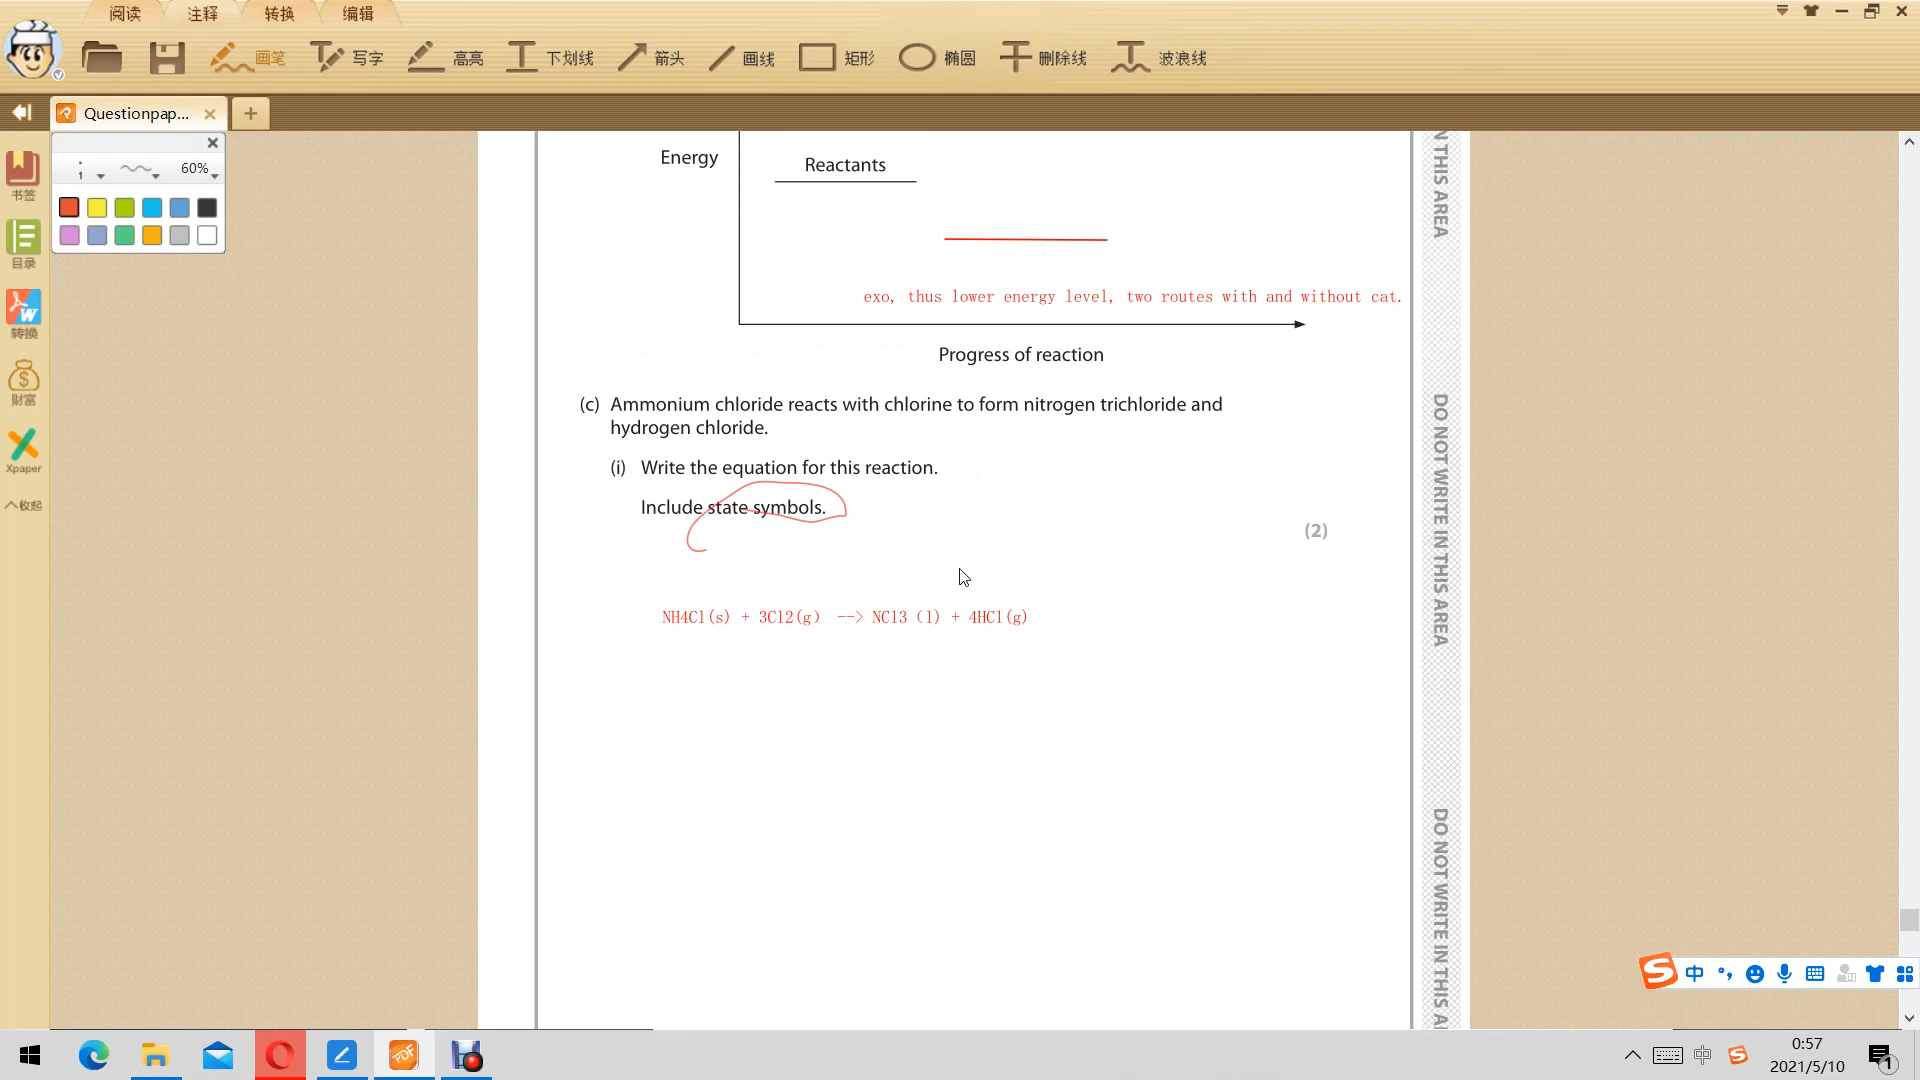 阅读 注释 转换 编辑
画笔 写字 高亮 下划线 箭头 画线 矩形 椭圆 删除线 波浪线
Questionpap...
1 60%
书签
目录
转换
财富
Xpaper
收起
Energy
Reactants
exo, thus lower energy level, two routes with and without cat.
Progress of reaction
(c) Ammonium chloride reacts with chlorine to form nitrogen trichloride and
hydrogen chloride.
(i) Write the equation for this reaction.
Include state symbols.
(2)
NH4Cl(s) + 3Cl2(g) --> NCl3 (l) + 4HCl(g)
N THIS AREA
DO NOT WRITE IN THIS AREA
DO NOT WRITE IN THIS A
中
中
0:57
2021/5/10
1